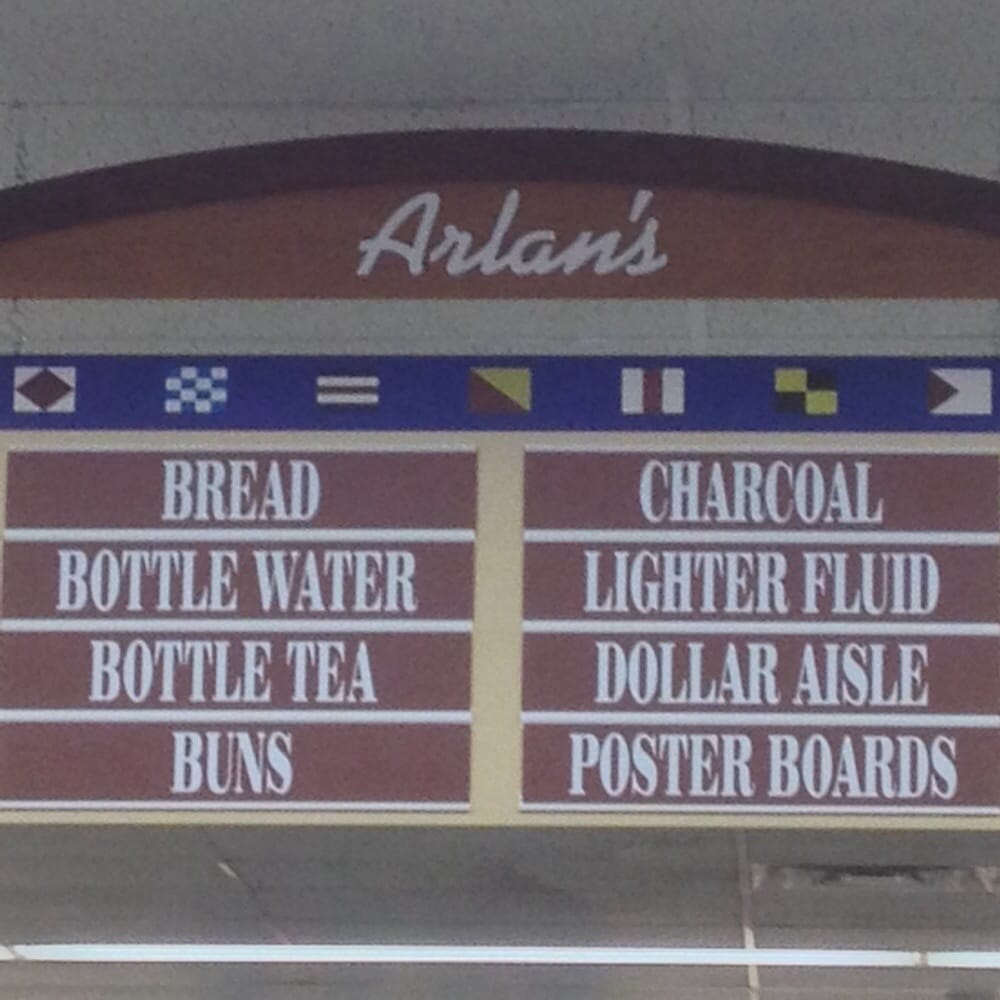 Arlan's
BREAD
BOTTLE WATER
BOTTLE TEA
BUNS
CHARCOAL
LIGHTER FLUID
DOLLAR AISLE
POSTER BOARDS